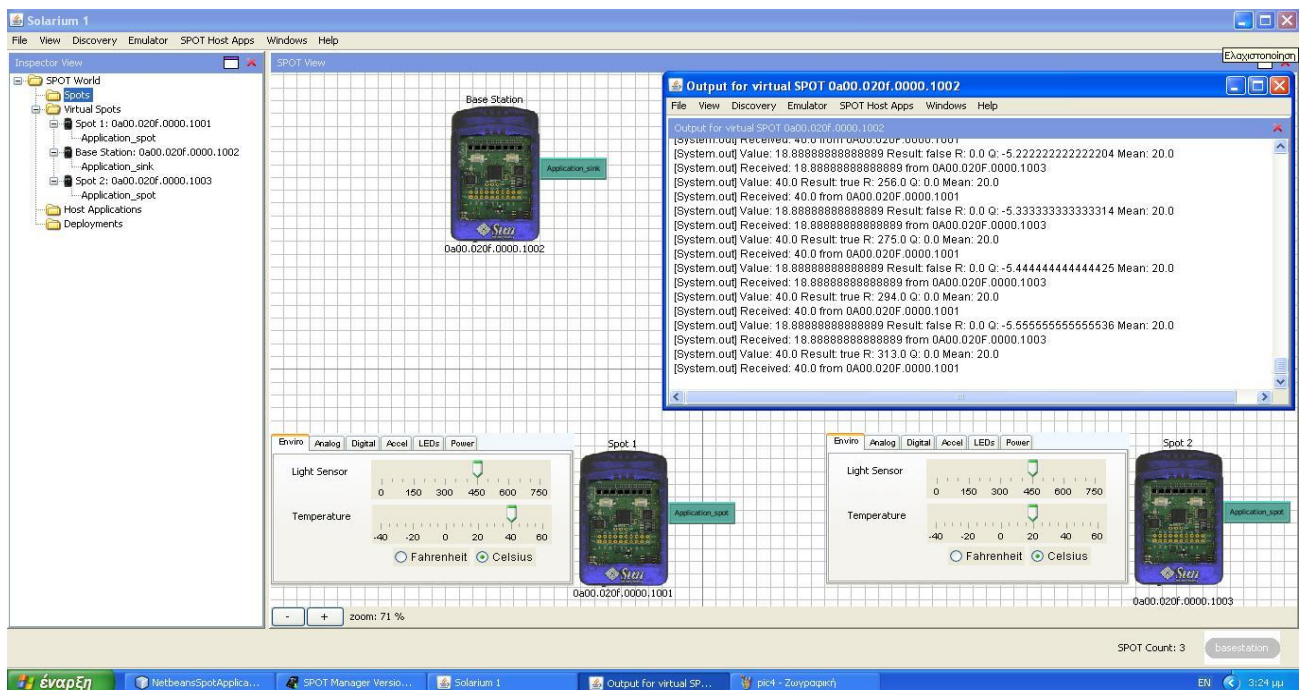 Solarium 1
File View Discovery Emulator SPOT Host Apps Windows Help
Ελαχιστοποίηση
Inspector View
SPOT World
Spots
Virtual Spots
Spot 1: 0a00.020f.0000.1001
Application_spot
Base Station: 0a00.020f.0000.1002
Application_sink
Spot 2: 0a00.020f.0000.1003
Application_spot
Host Applications
Deployments
SPOT View
Base Station
Application_sink
Sun
0a00.020f.0000.1002
Output for virtual SPOT 0a00.020f.0000.1002
File View Discovery Emulator SPOT Host Apps Windows Help
Output for virtual SPOT 0a00.020f.0000.1002
[System.out] Received: 40.0 from 0A00.020F.0000.1001
[System.out] Value: 18.88888888888889 Result: false R: 0.0 Q: -5.222222222222204 Mean: 20.0
[System.out] Received: 18.88888888888889 from 0A00.020F.0000.1003
[System.out] Value: 40.0 Result: true R: 256.0 Q: 0.0 Mean: 20.0
[System.out] Received: 40.0 from 0A00.020F.0000.1001
[System.out] Value: 18.88888888888889 Result: false R: 0.0 Q: -5.333333333333314 Mean: 20.0
[System.out] Received: 18.88888888888889 from 0A00.020F.0000.1003
[System.out] Value: 40.0 Result: true R: 275.0 Q: 0.0 Mean: 20.0
[System.out] Received: 40.0 from 0A00.020F.0000.1001
[System.out] Value: 18.88888888888889 Result: false R: 0.0 Q: -5.444444444444425 Mean: 20.0
[System.out] Received: 18.88888888888889 from 0A00.020F.0000.1003
[System.out] Value: 40.0 Result: true R: 294.0 Q: 0.0 Mean: 20.0
[System.out] Received: 40.0 from 0A00.020F.0000.1001
[System.out] Value: 18.88888888888889 Result: false R: 0.0 Q: -5.555555555555536 Mean: 20.0
[System.out] Received: 18.88888888888889 from 0A00.020F.0000.1003
[System.out] Value: 40.0 Result: true R: 313.0 Q: 0.0 Mean: 20.0
[System.out] Received: 40.0 from 0A00.020F.0000.1001
Enviro Analog Digital Accel LEDs Power
Light Sensor
0 150 300 450 600 750
Temperature
-40 -20 0 20 40 60
Fahrenheit Celsius
Spot 1
Application_spot
Sun
0a00.020f.0000.1001
Enviro Analog Digital Accel LEDs Power
Light Sensor
0 150 300 450 600 750
Temperature
-40 -20 0 20 40 60
Fahrenheit Celsius
Spot 2
Application_spot
Sun
0a00.020f.0000.1003
- + zoom: 71 %
SPOT Count: 3 basestation
έναρξη NetbeansSpotApplica... SPOT Manager Versio... Solarium 1 Output for virtual SP... pic4 - Ζωγραφική EN 3:24 μμ